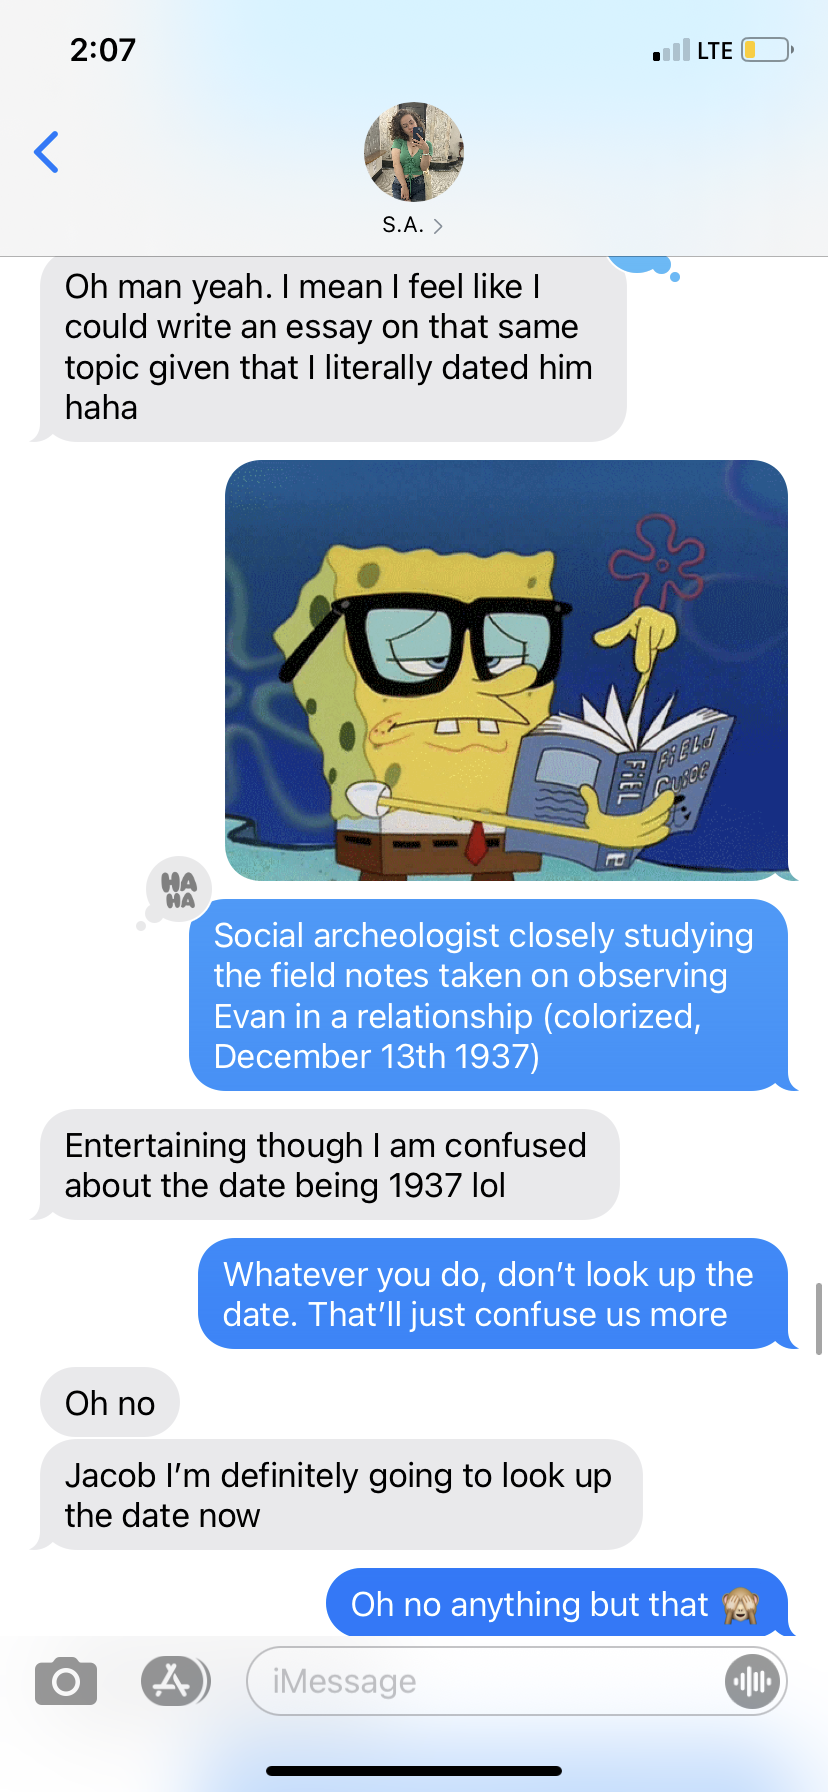 2:07
LTE
S.A.
Oh man yeah. I mean I feel like I
could write an essay on that same
topic given that I literally dated him
haha
FiELd
GuiDE
FiEL
HA
HA
Social archeologist closely studying
the field notes taken on observing
Evan in a relationship (colorized,
December 13th 1937)
Entertaining though I am confused
about the date being 1937 lol
Whatever you do, don’t look up the
date. That’ll just confuse us more
Oh no
Jacob I’m definitely going to look up
the date now
Oh no anything but that 🙈
iMessage